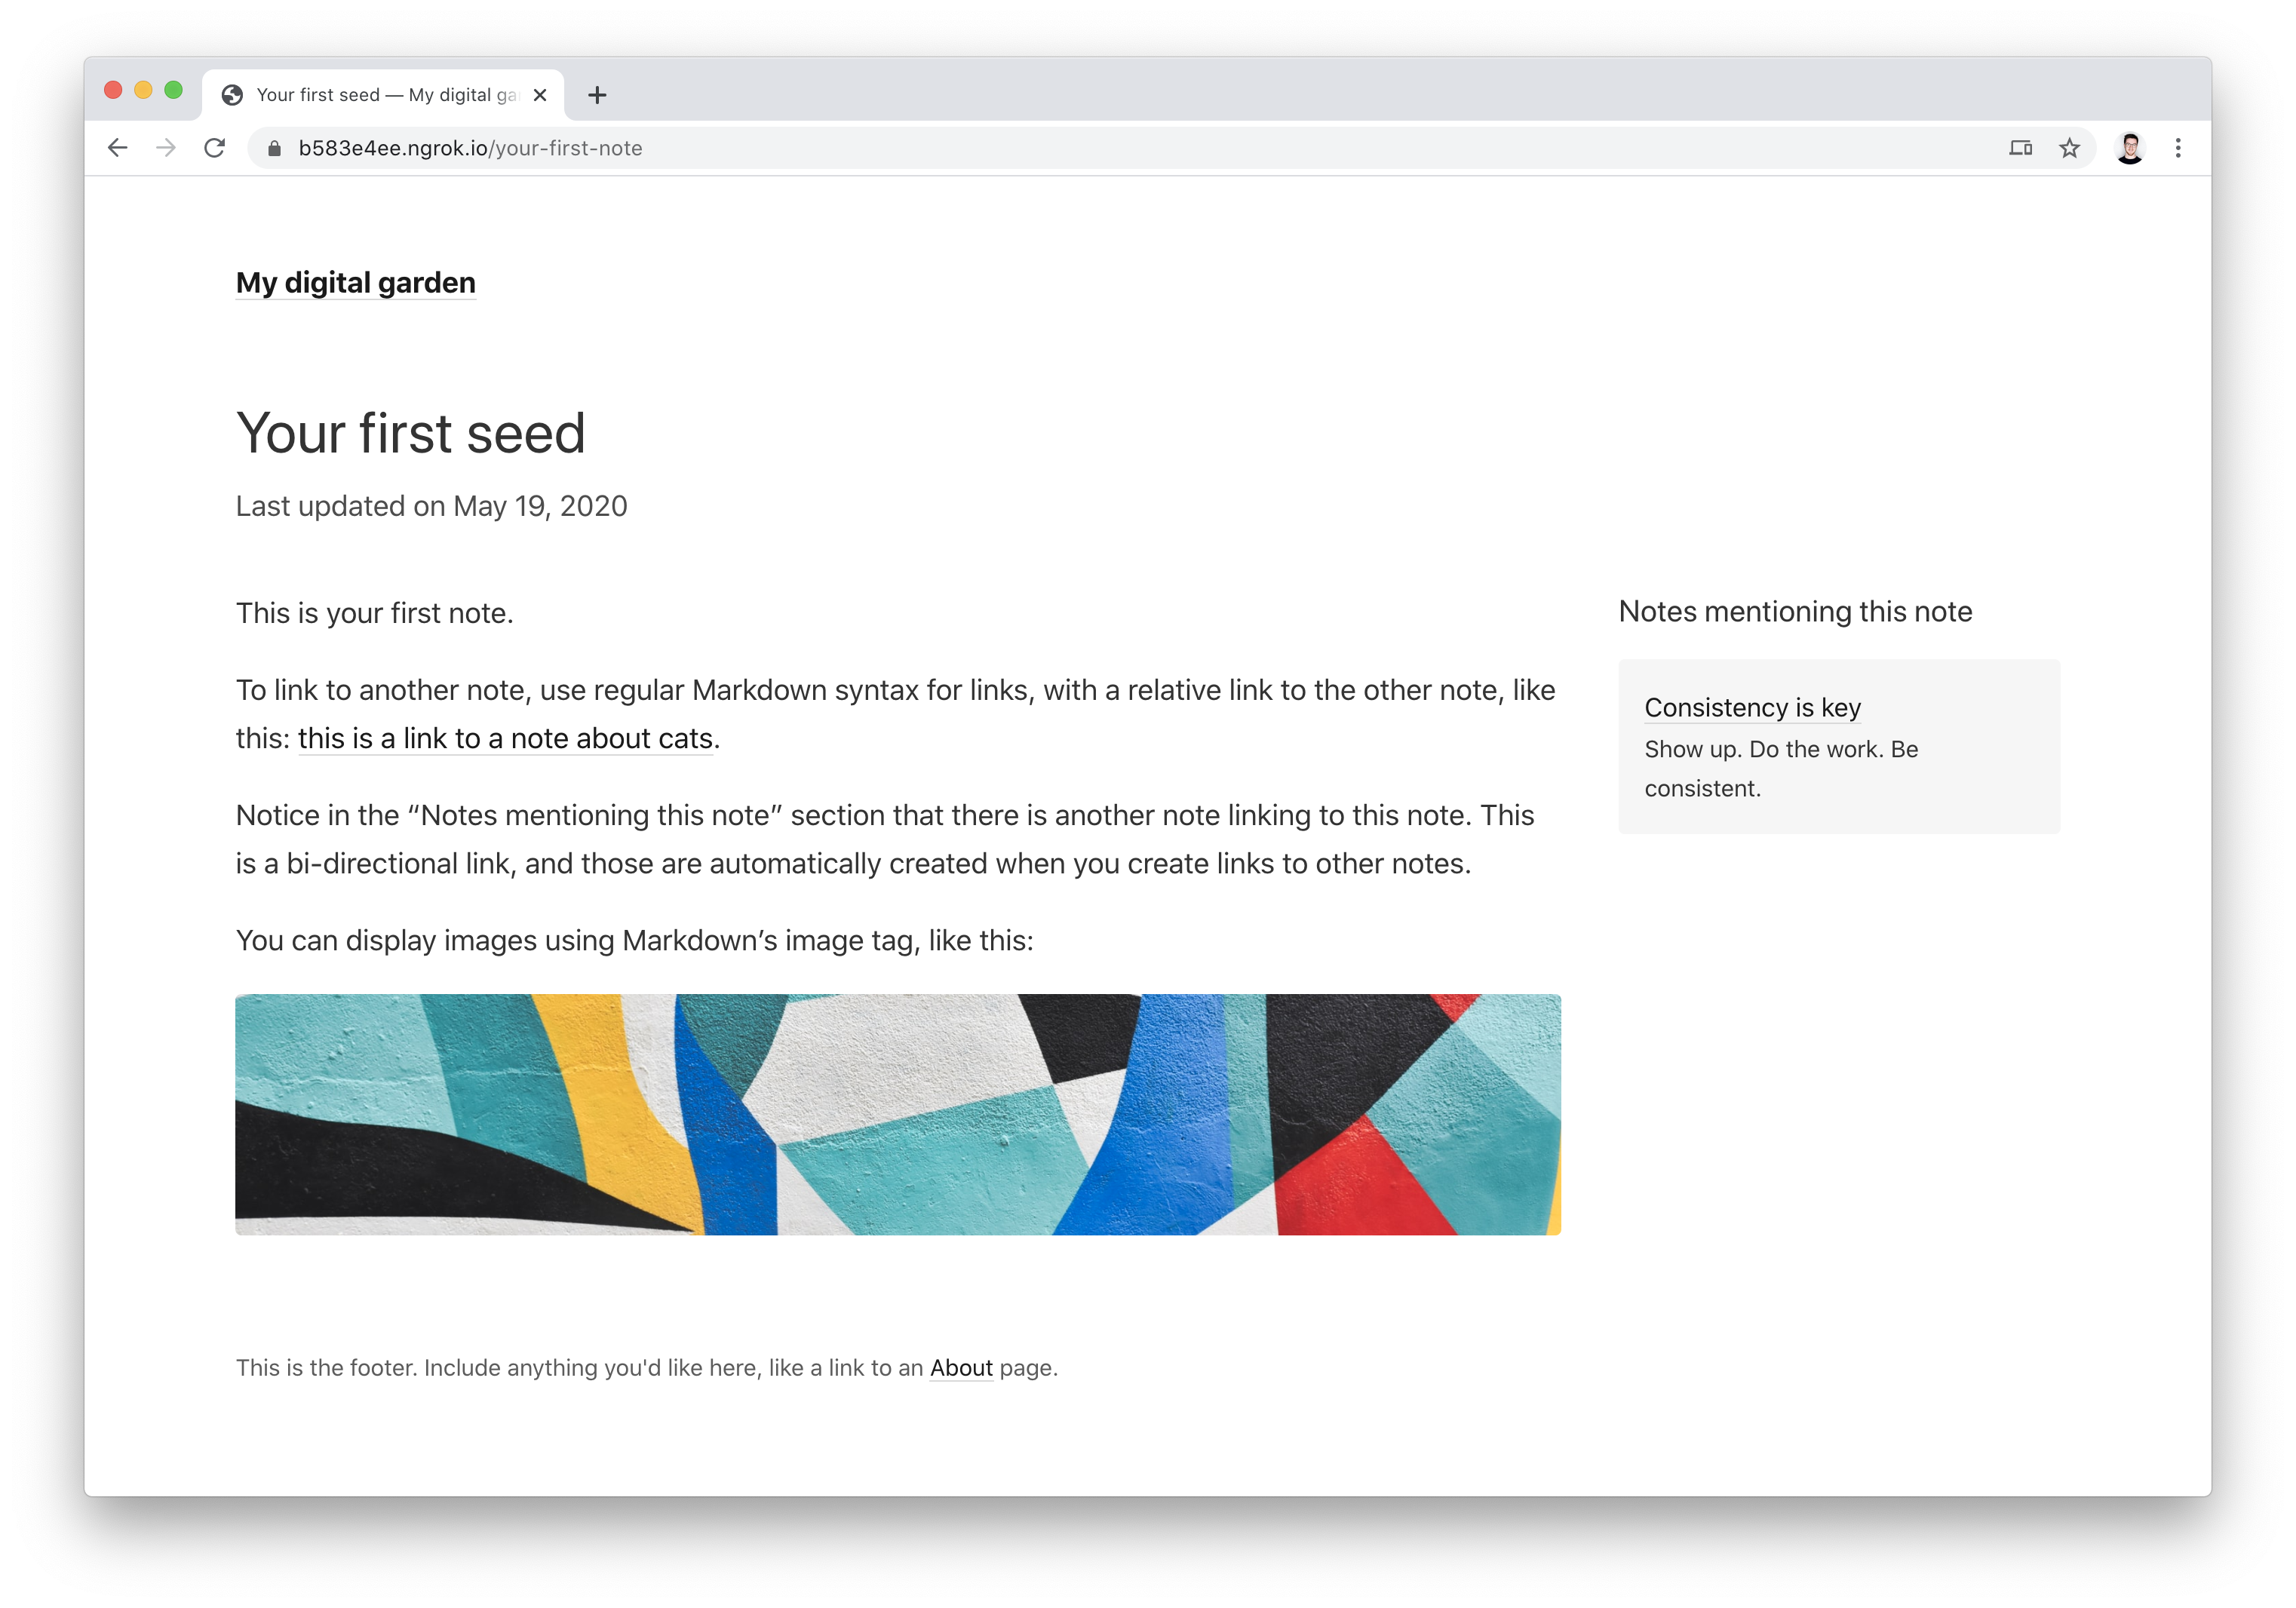 Your first seed — My digital ga
b583e4ee.ngrok.io/your-first-note
My digital garden
Your first seed
Last updated on May 19, 2020
This is your first note.
To link to another note, use regular Markdown syntax for links, with a relative link to the other note, like
this: this is a link to a note about cats.
Notice in the “Notes mentioning this note” section that there is another note linking to this note. This
is a bi-directional link, and those are automatically created when you create links to other notes.
You can display images using Markdown’s image tag, like this:
Notes mentioning this note
Consistency is key
Show up. Do the work. Be
consistent.
This is the footer. Include anything you'd like here, like a link to an About page.